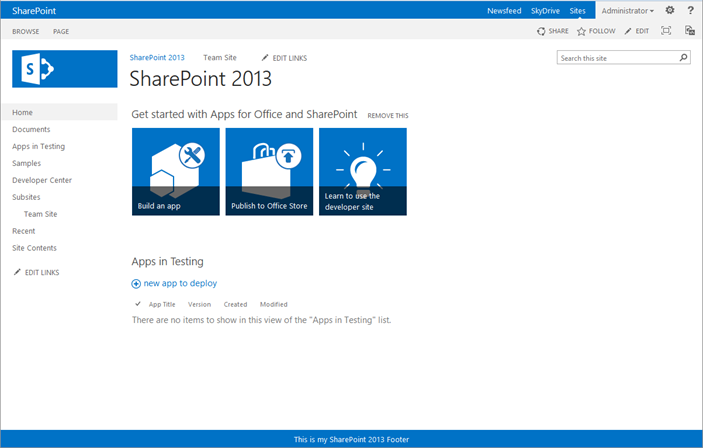 SharePoint
Newsfeed SkyDrive Sites Administrator ?
BROWSE PAGE
SHARE FOLLOW EDIT
S
SharePoint 2013 Team Site EDIT LINKS
Search this site
SharePoint 2013
Home
Documents
Apps in Testing
Samples
Developer Center
Subsites
Team Site
Recent
Site Contents
EDIT LINKS
Get started with Apps for Office and SharePoint REMOVE THIS
Build an app
Publish to Office Store
Learn to use the
developer site
Apps in Testing
new app to deploy
App Title Version Created Modified
There are no items to show in this view of the "Apps in Testing" list.
This is my SharePoint 2013 Footer